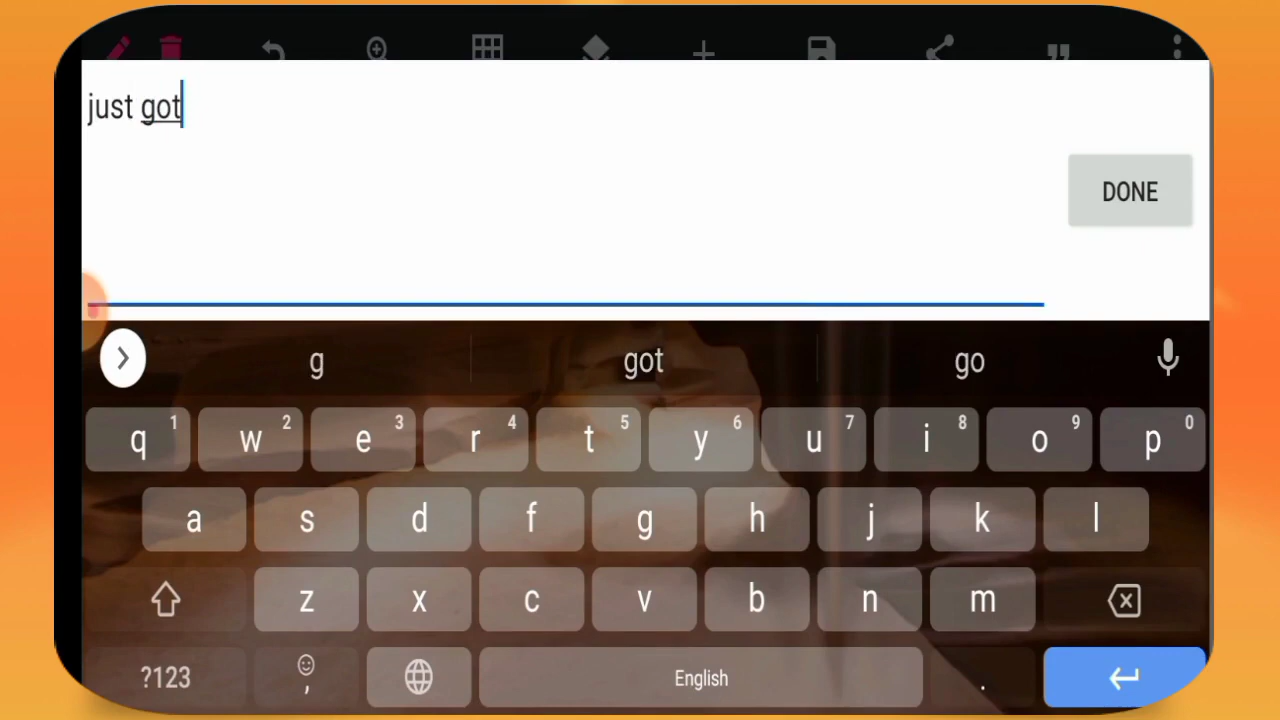 just got
DONE
g got go
q 1 w 2 e 3 r 4 t 5 y 6 u 7 i 8 o 9 p 0
a s d f g h j k l
z x c v b n m
?123 , English .